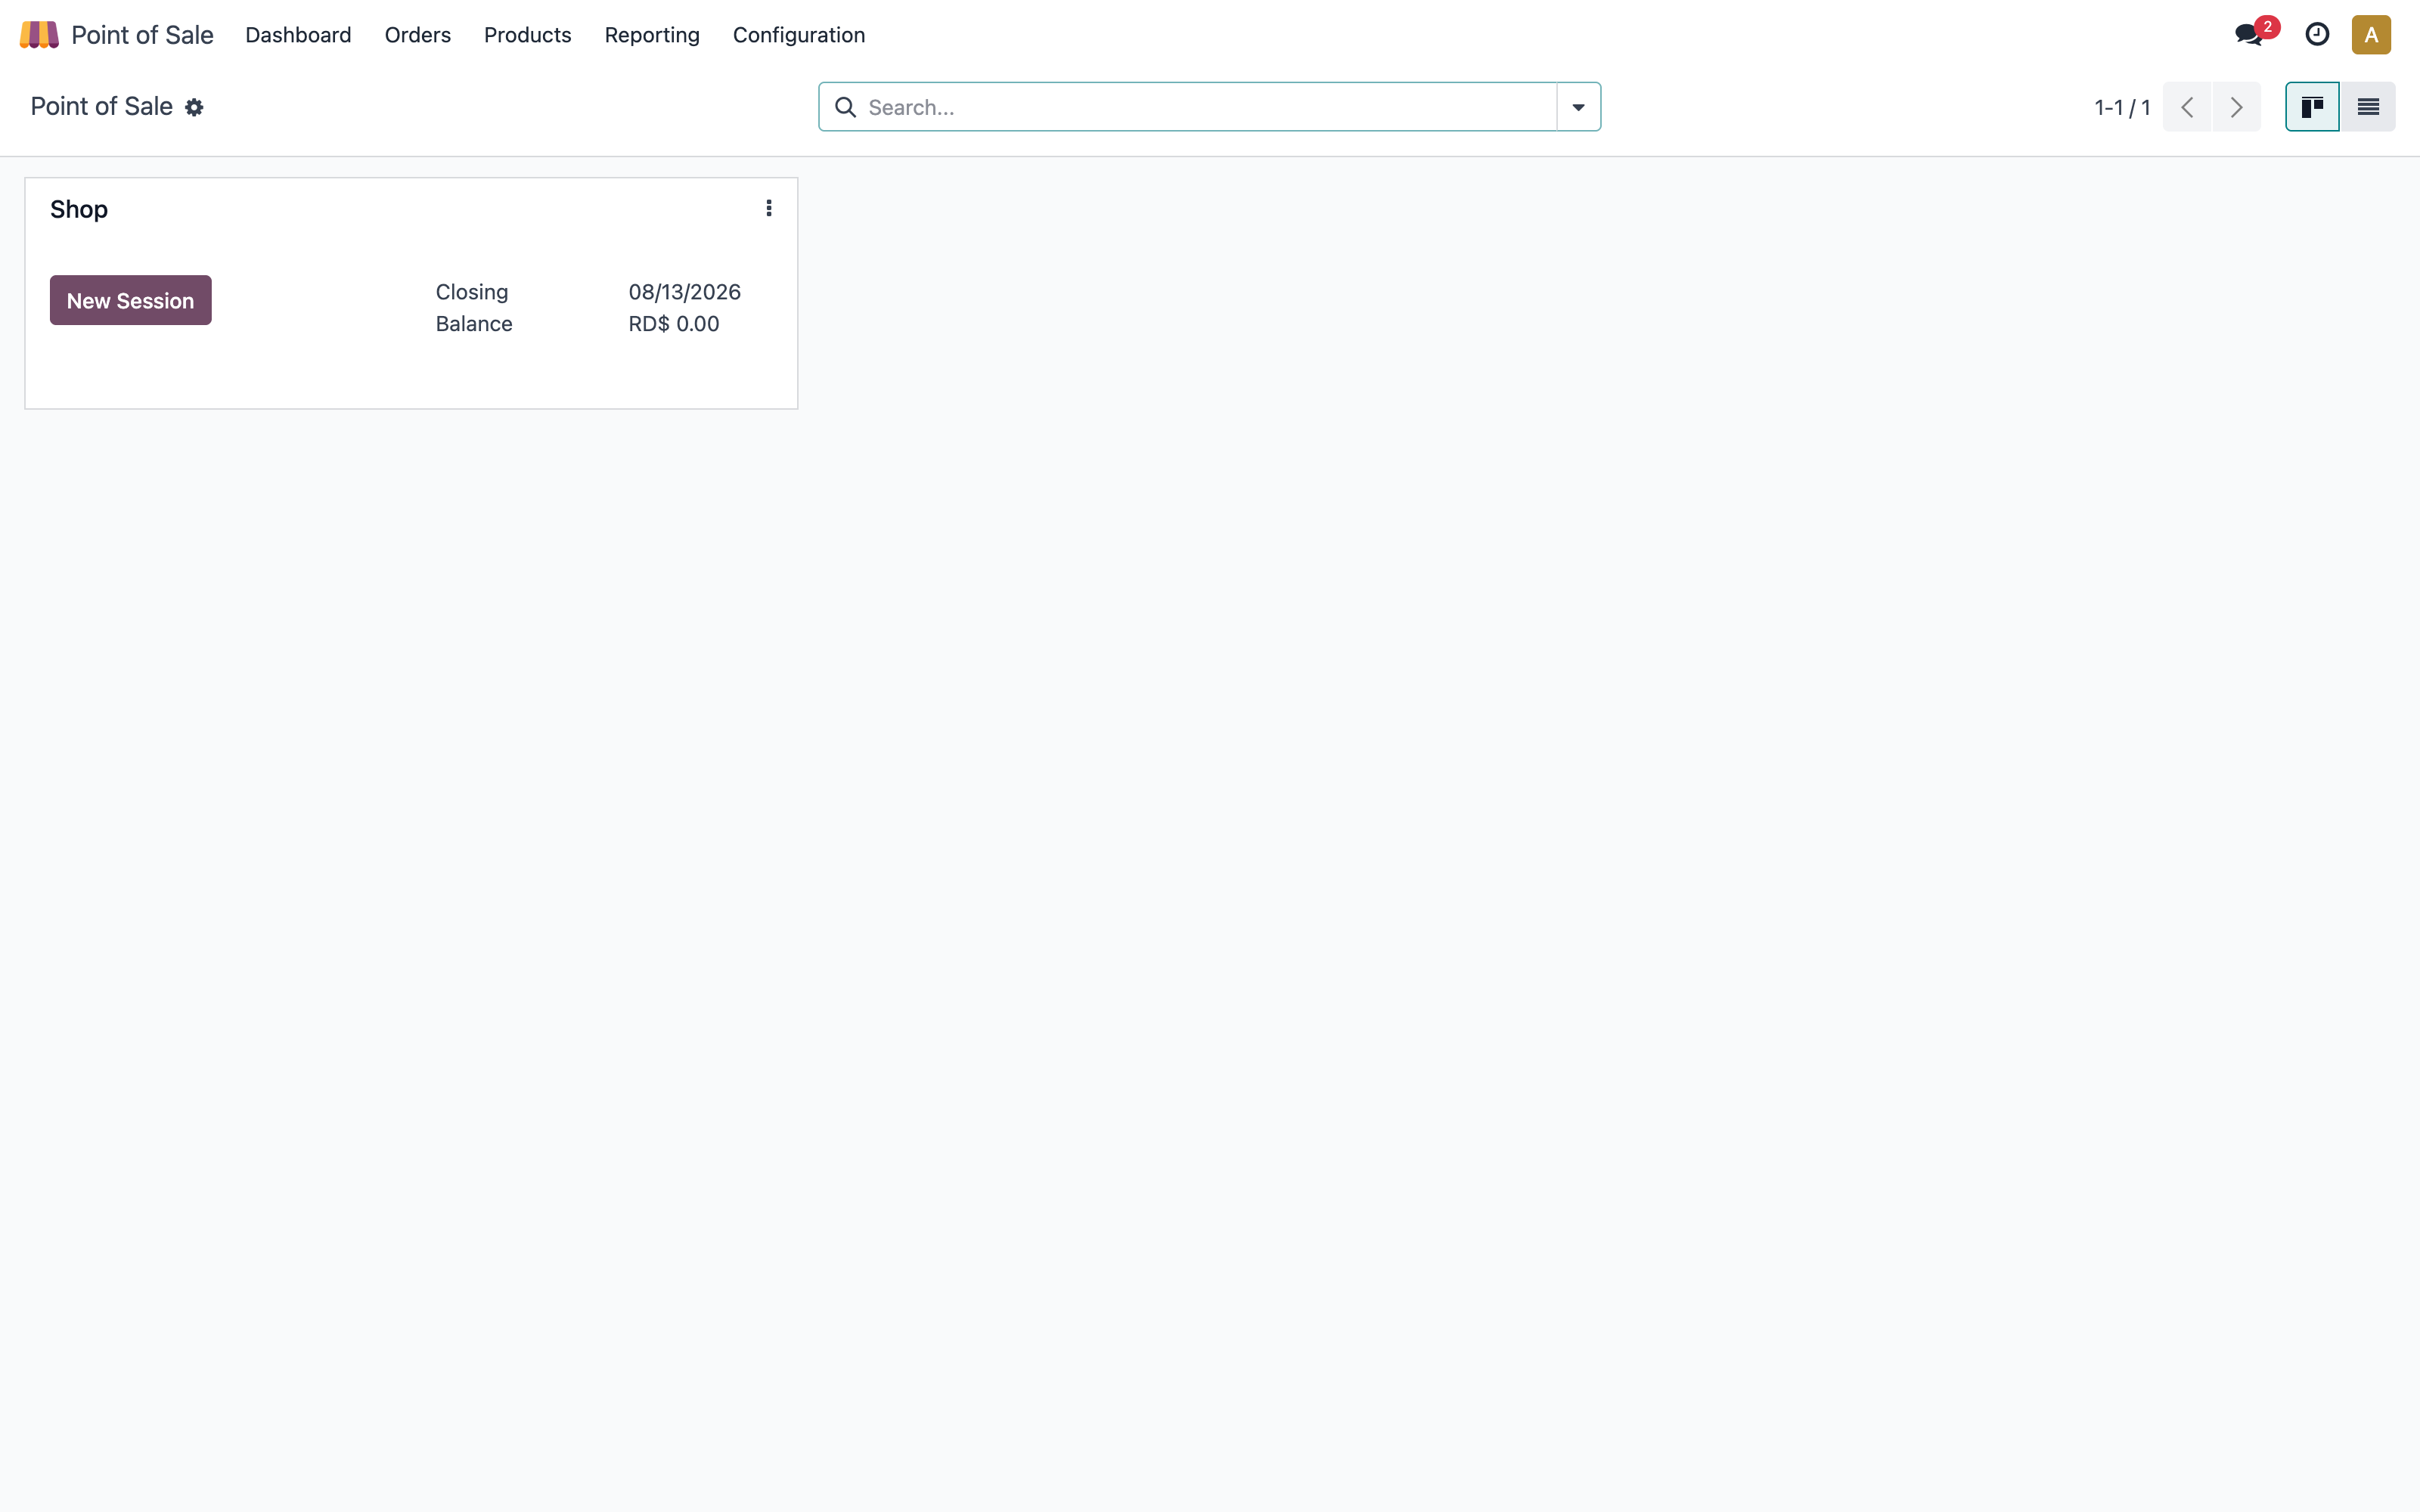 Point of Sale Dashboard Orders Products Reporting Configuration 2 A
Point of Sale Search... 1-1 / 1
Shop
New Session
Closing 08/13/2026
Balance RD$ 0.00